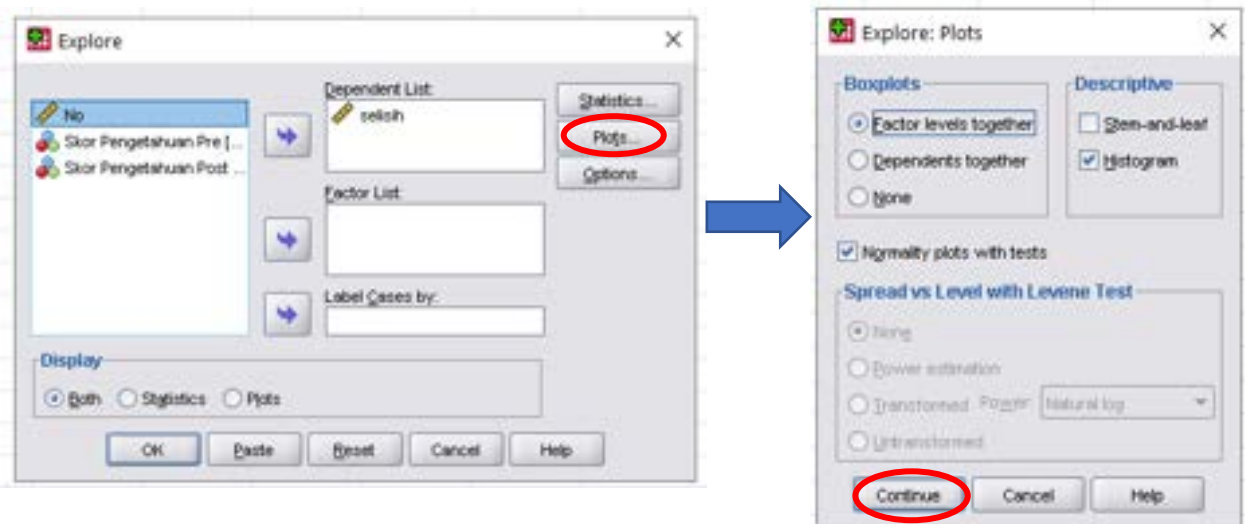 Explore
Dependent List:
No
Skor Pengetahuan Pre [...
Skor Pengetahuan Post ...
selisih
Statistics...
Plots...
Options...
Factor List:
Label Cases by:
Display
Both
Statistics
Plots
OK
Paste
Reset
Cancel
Help
Explore: Plots
Boxplots
Factor levels together
Dependents together
None
Descriptive
Stem-and-leaf
Histogram
Normality plots with tests
Spread vs Level with Levene Test
None
Power estimation
Transformed Power: Natural log
Untransformed
Continue
Cancel
Help